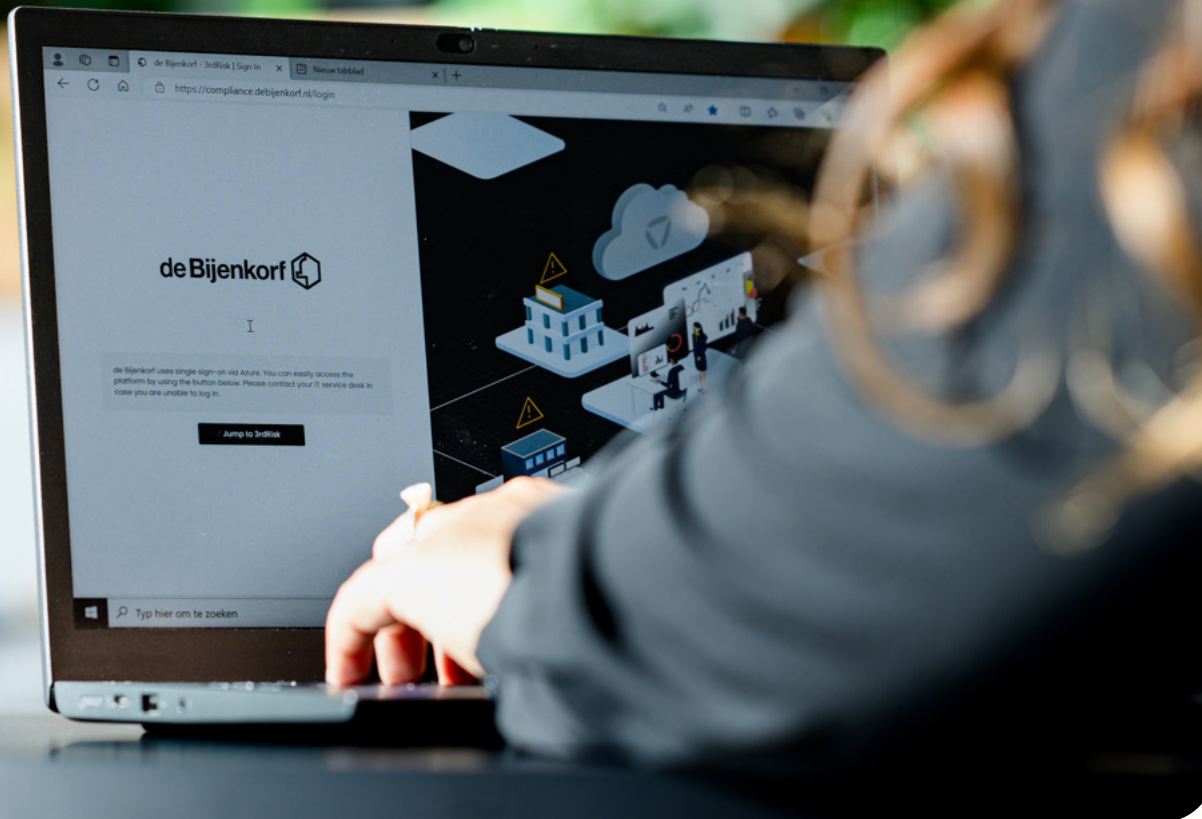 de Bijenkorf - 3rdRisk | Sign In
Nieuw tabblad
https://compliance.debijenkorf.nl/login
de Bijenkorf
de Bijenkorf uses single sign-on via Azure. You can easily access the
platform by using the button below. Please contact your IT service desk in
case you are unable to log in.
Jump to 3rdRisk
Typ hier om te zoeken